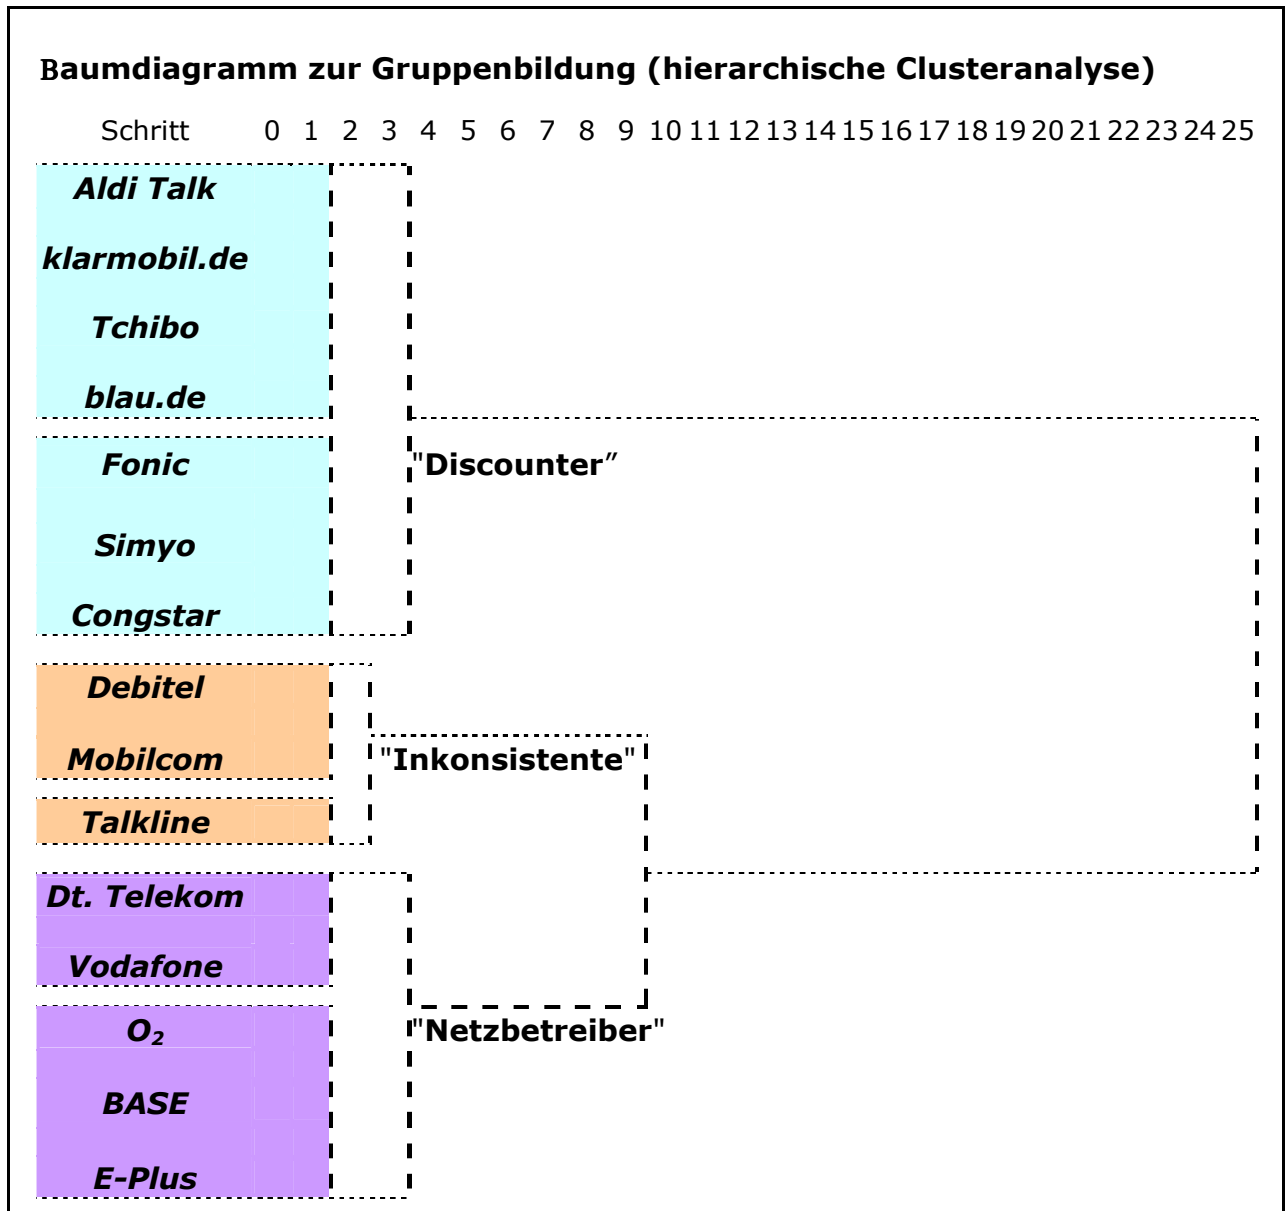 Baumdiagramm zur Gruppenbildung (hierarchische Clusteranalyse)
Schritt 0 1 2 3 4 5 6 7 8 9 10 11 12 13 14 15 16 17 18 19 20 21 22 23 24 25
Aldi Talk
klarmobil.de
Tchibo
blau.de
Fonic "Discounter″
Simyo
Congstar
Debitel
Mobilcom "Inkonsistente"
Talkline
Dt. Telekom
Vodafone
O₂ "Netzbetreiber"
BASE
E-Plus